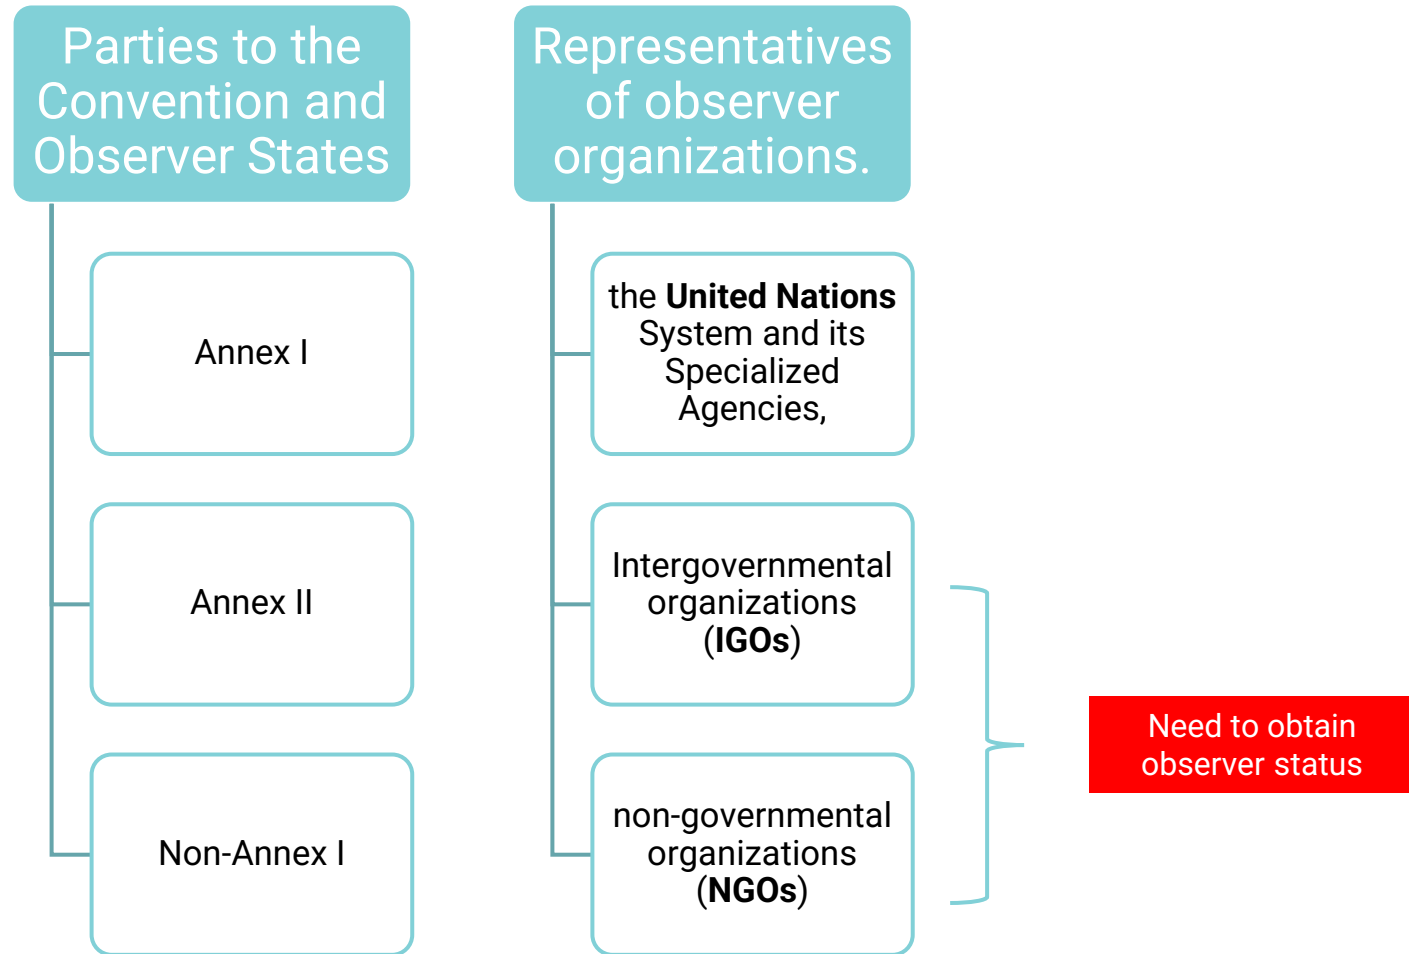 Parties to the
Convention and
Observer States
Annex I
Annex II
Non-Annex I
Representatives
of observer
organizations.
the United Nations
System and its
Specialized
Agencies,
Intergovernmental
organizations
(IGOs)
non-governmental
organizations
(NGOs)
Need to obtain
observer status